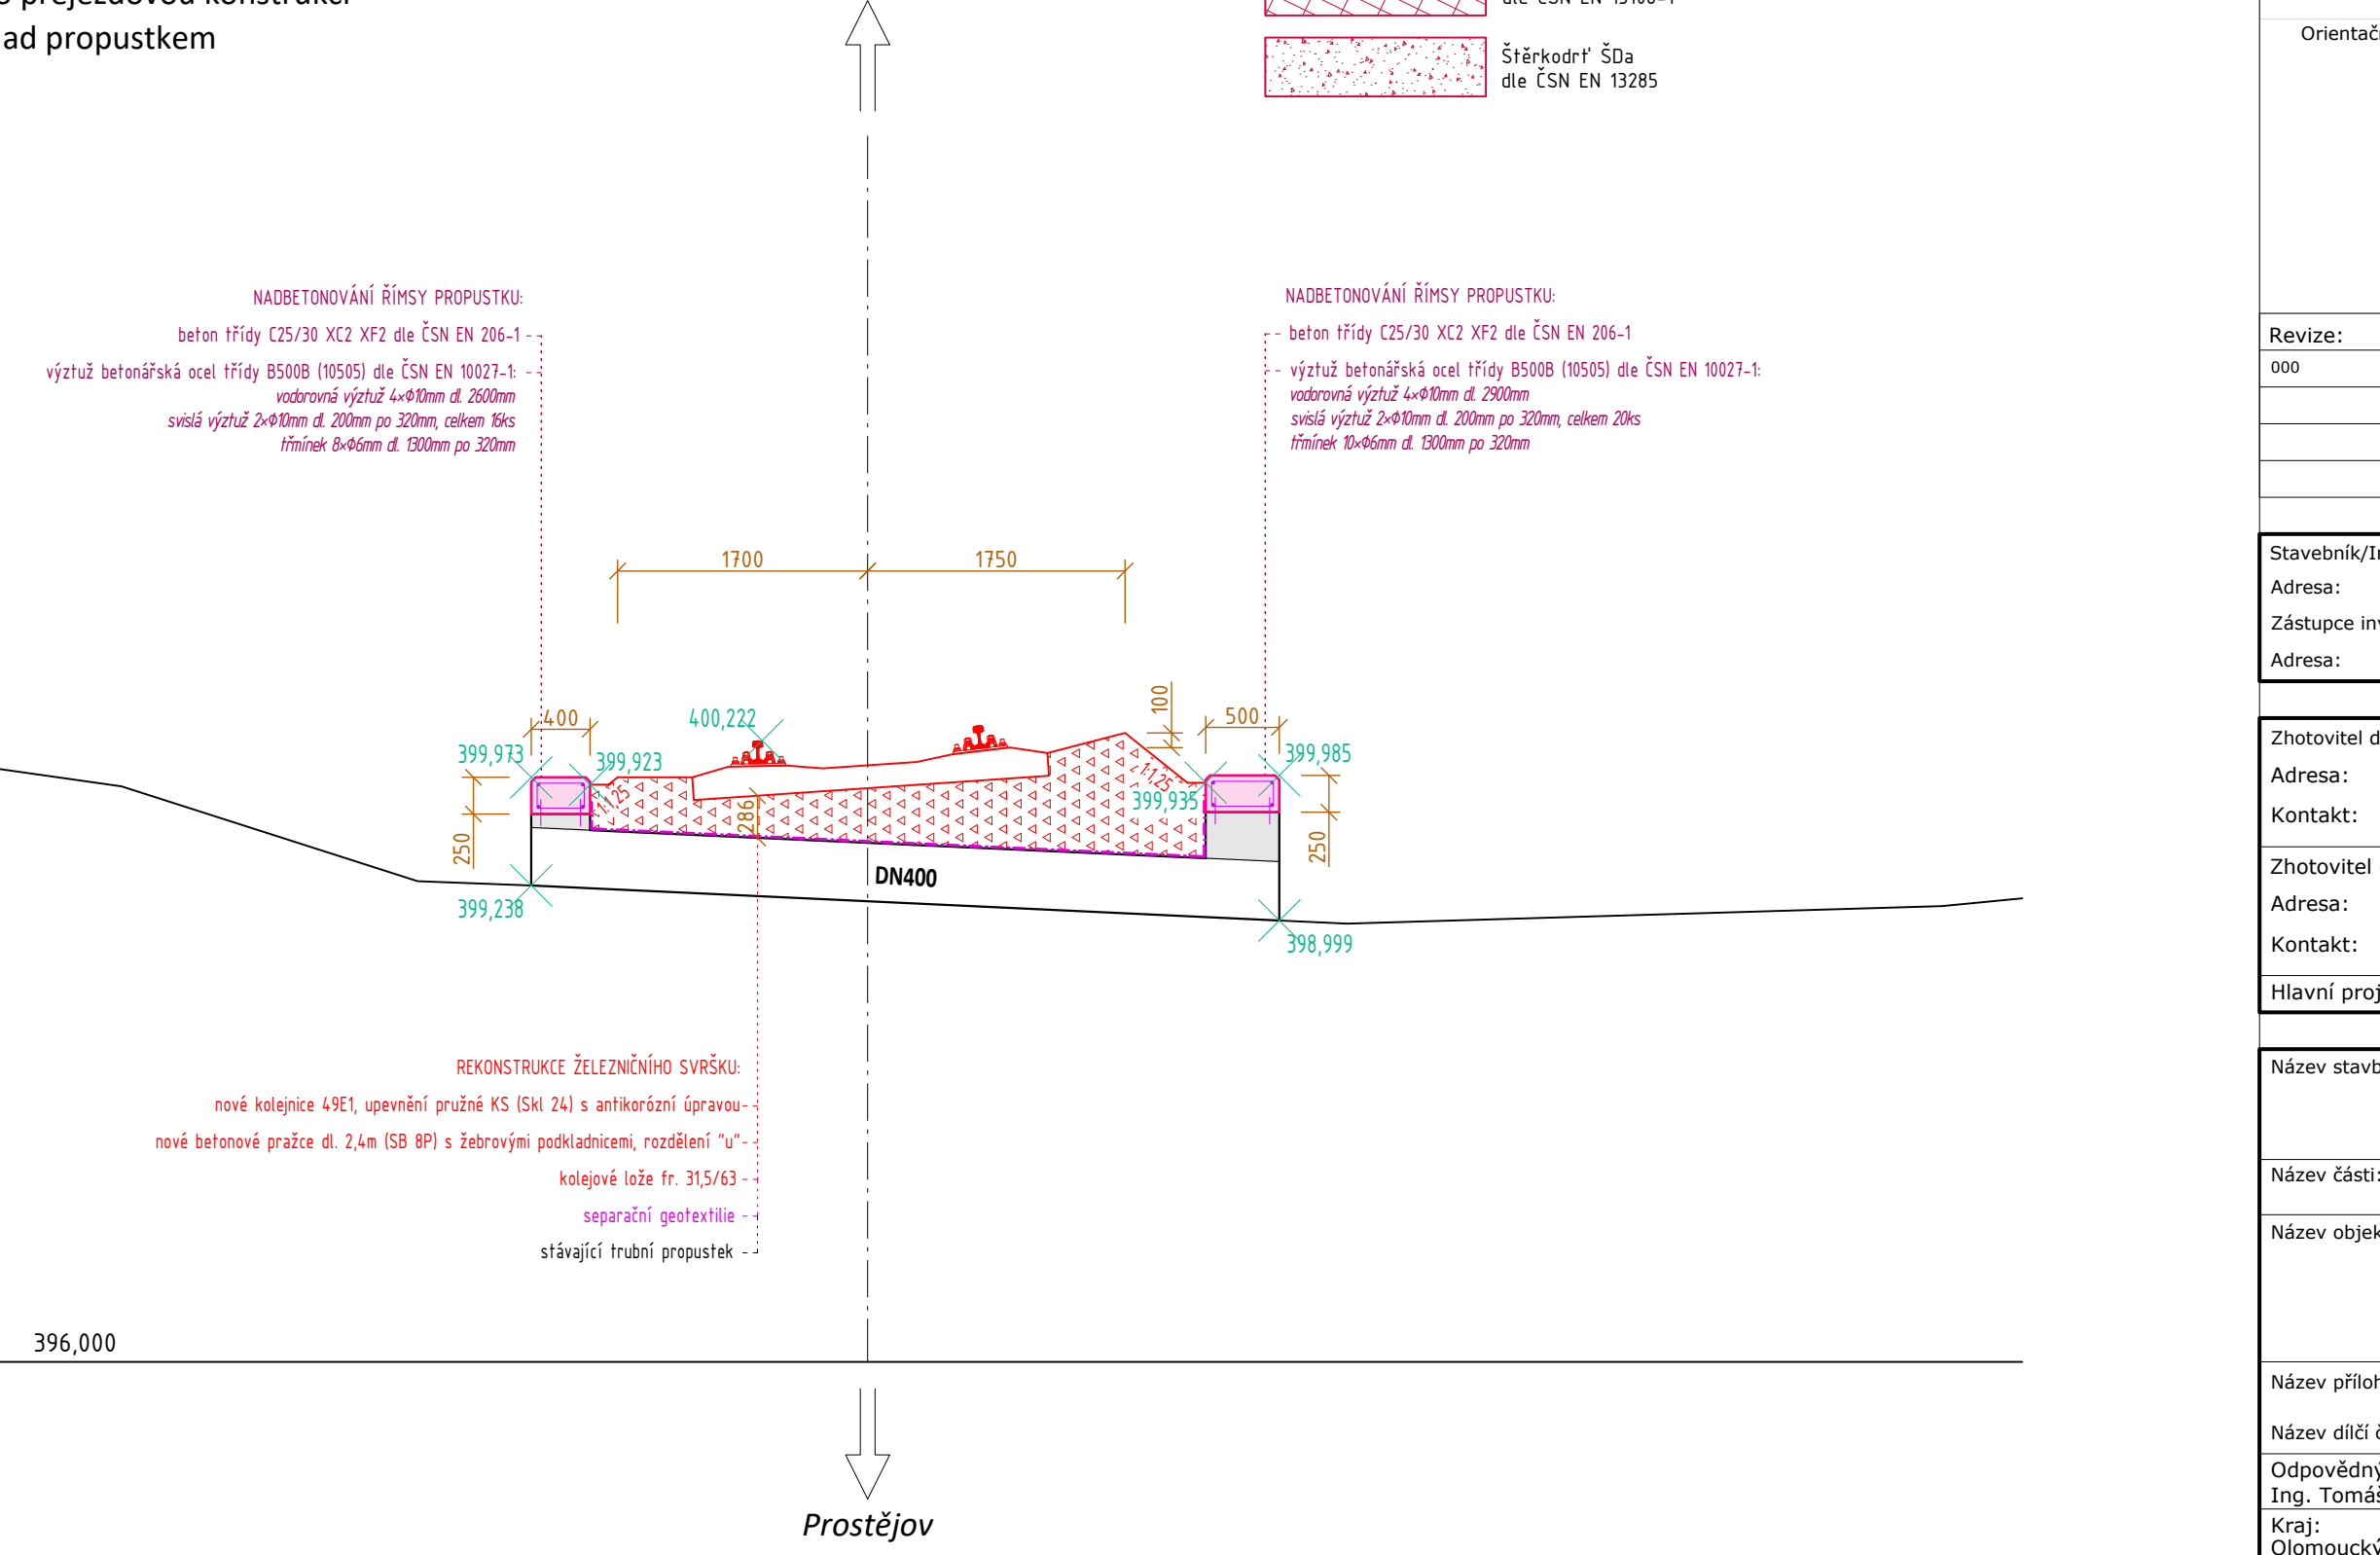 ad propustkem
Štěrkodrť ŠDa
dle ČSN EN 13285
NADBETONOVÁNÍ ŘÍMSY PROPUSTKU:
beton třídy C25/30 XC2 XF2 dle ČSN EN 206-1
výztuž betonářská ocel třídy B500B (10505) dle ČSN EN 10027-1:
vodorovná výztuž 4×Φ10mm dl. 2600mm
svislá výztuž 2×Φ10mm dl. 200mm po 320mm, celkem 16ks
třmínek 8×Φ6mm dl. 1300mm po 320mm
NADBETONOVÁNÍ ŘÍMSY PROPUSTKU:
beton třídy C25/30 XC2 XF2 dle ČSN EN 206-1
výztuž betonářská ocel třídy B500B (10505) dle ČSN EN 10027-1:
vodorovná výztuž 4×Φ10mm dl. 2900mm
svislá výztuž 2×Φ10mm dl. 200mm po 320mm, celkem 20ks
třmínek 10×Φ6mm dl. 1300mm po 320mm
1700
1750
400
400,222
100
500
399,973
399,923
399,985
1:1,25
1:1,25
399,935
286
250
250
DN400
399,238
398,999
REKONSTRUKCE ŽELEZNIČNÍHO SVRŠKU:
nové kolejnice 49E1, upevnění pružné KS (Skl 24) s antikorózní úpravou
nové betonové pražce dl. 2,4m (SB 8P) s žebrovými podkladnicemi, rozdělení "u"
kolejové lože fr. 31,5/63
separační geotextilie
stávající trubní propustek
396,000
Prostějov
Orientač
Revize:
000
Stavebník/I
Adresa:
Zástupce in
Adresa:
Zhotovitel d
Adresa:
Kontakt:
Zhotovitel
Adresa:
Kontakt:
Hlavní proj
Název stavb
Název části:
Název objek
Název příloh
Název dílčí
Odpovědný
Ing. Tomáš
Kraj:
Olomoucký